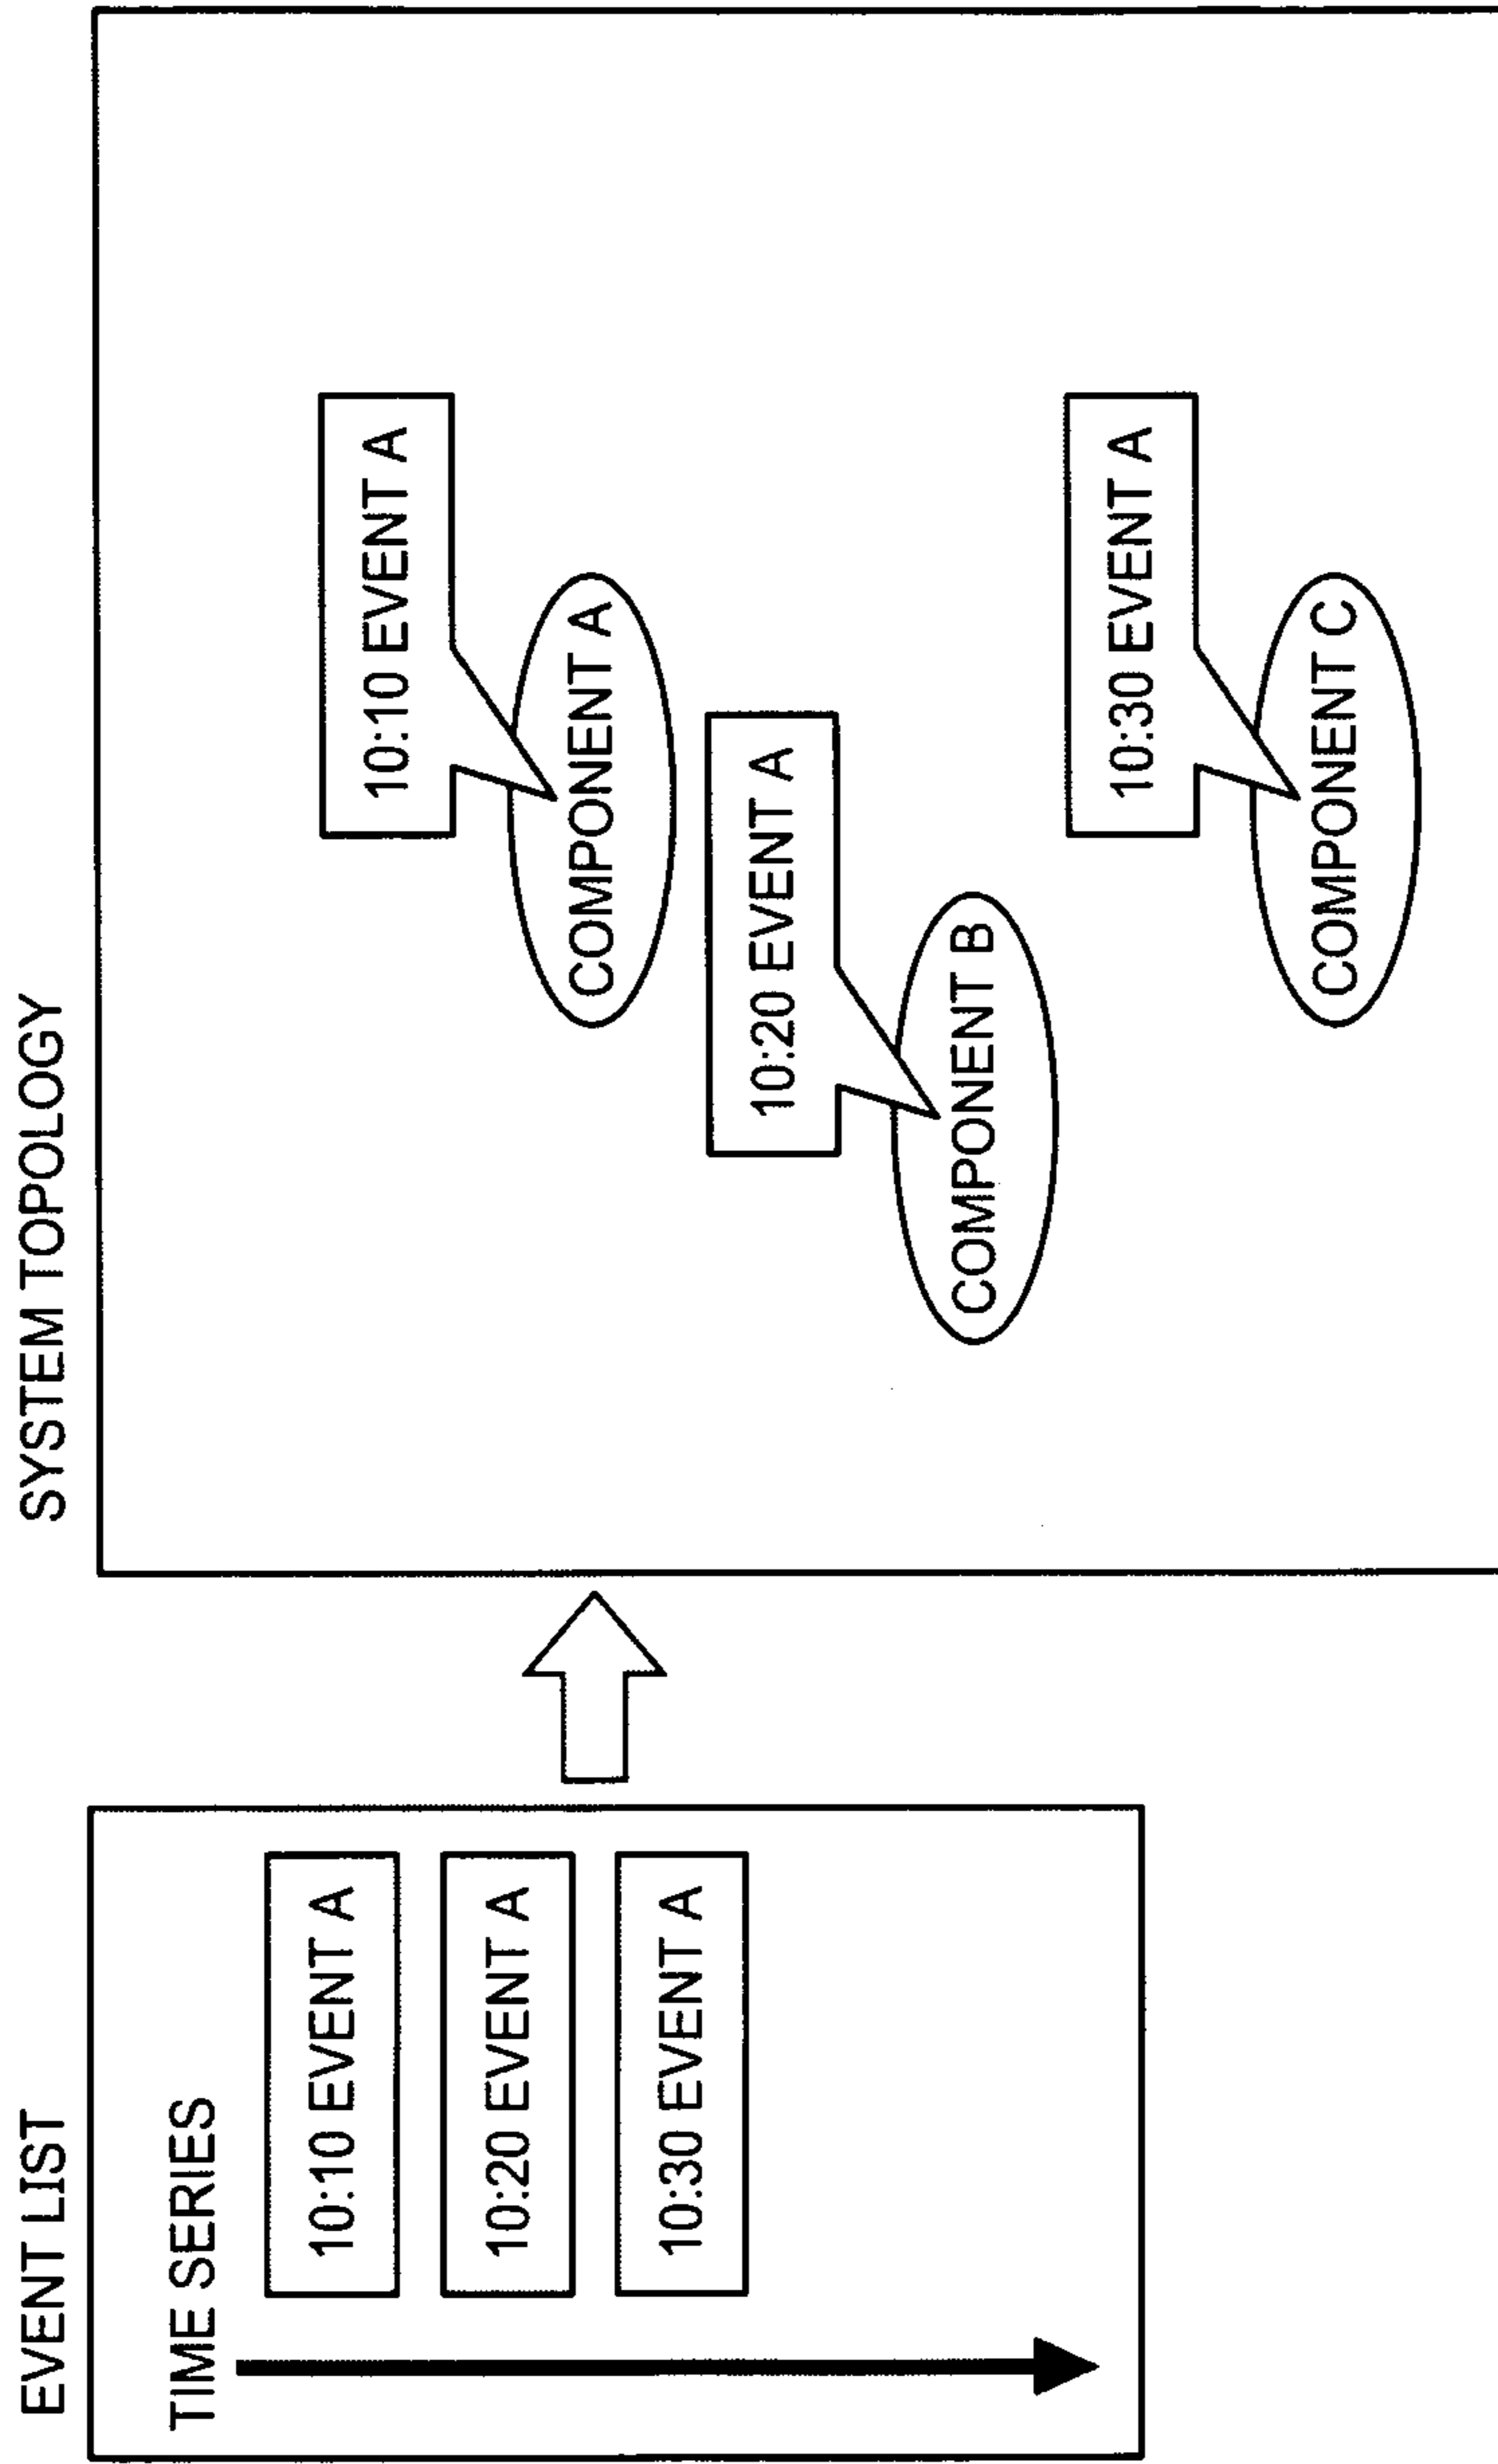 EVENT LIST
TIME SERIES
10:10 EVENT A
10:20 EVENT A
10:30 EVENT A
SYSTEM TOPOLOGY
10:10 EVENT A
COMPONENT A
10:20 EVENT A
COMPONENT B
10:30 EVENT A
COMPONENT C